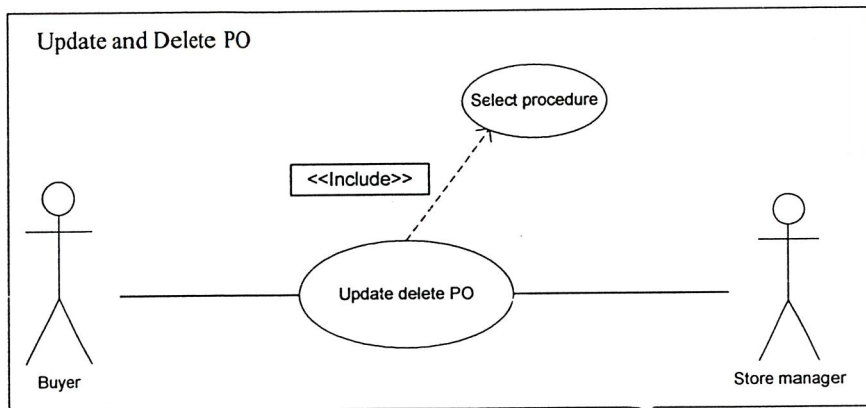 Update and Delete PO
Select procedure
<<Include>>
Update delete PO
Buyer
Store manager